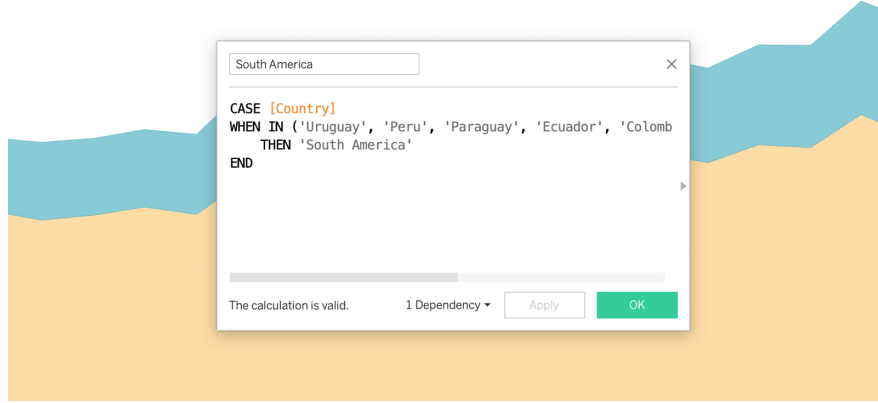 South America
CASE [Country]
WHEN IN ('Uruguay', 'Peru', 'Paraguay', 'Ecuador', 'Colomb
THEN 'South America'
END
The calculation is valid.
1 Dependency
Apply
OK